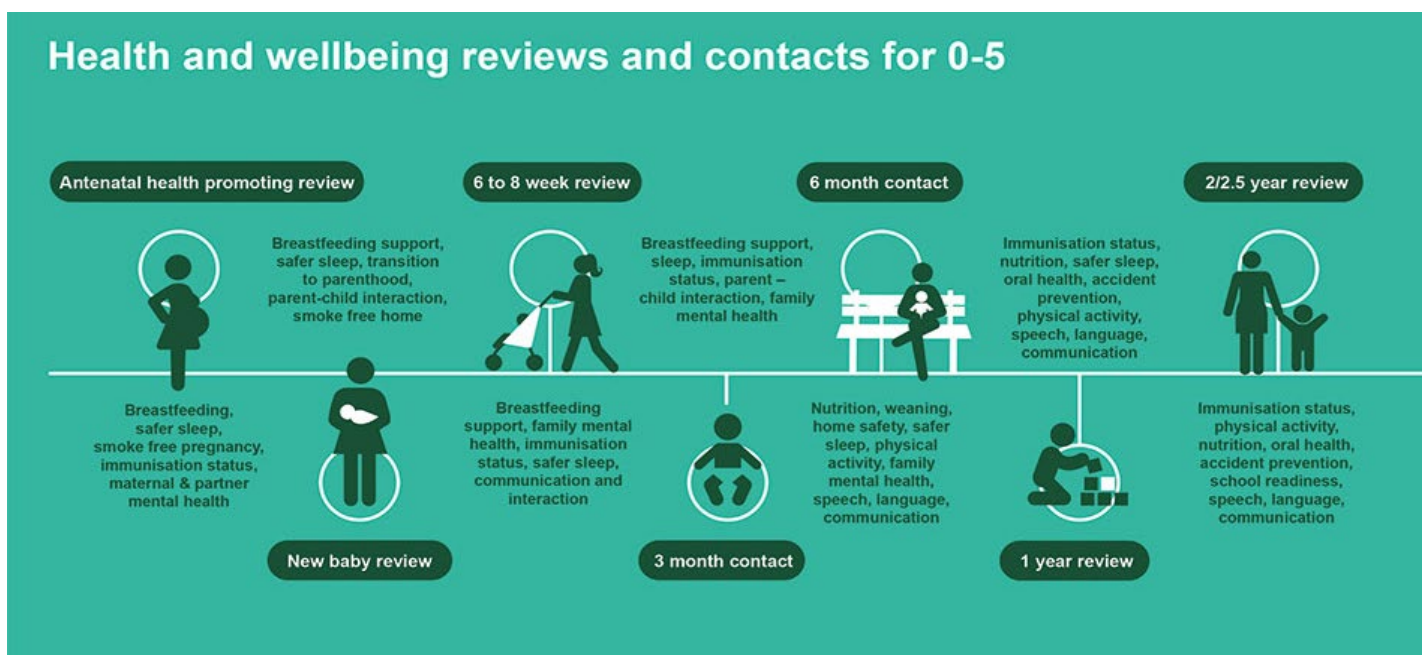 Health and wellbeing reviews and contacts for 0-5
Antenatal health promoting review
Breastfeeding,
safer sleep,
smoke free pregnancy,
immunisation status,
maternal & partner
mental health
Breastfeeding support,
safer sleep, transition
to parenthood,
parent-child interaction,
smoke free home
New baby review
6 to 8 week review
Breastfeeding
support, family mental
health, immunisation
status, safer sleep,
communication and
interaction
Breastfeeding support,
sleep, immunisation
status, parent –
child interaction, family
mental health
3 month contact
6 month contact
Nutrition, weaning,
home safety, safer
sleep, physical
activity, family
mental health,
speech, language,
communication
Immunisation status,
nutrition, safer sleep,
oral health, accident
prevention,
physical activity,
speech, language,
communication
1 year review
2/2.5 year review
Immunisation status,
physical activity,
nutrition, oral health,
accident prevention,
school readiness,
speech, language,
communication